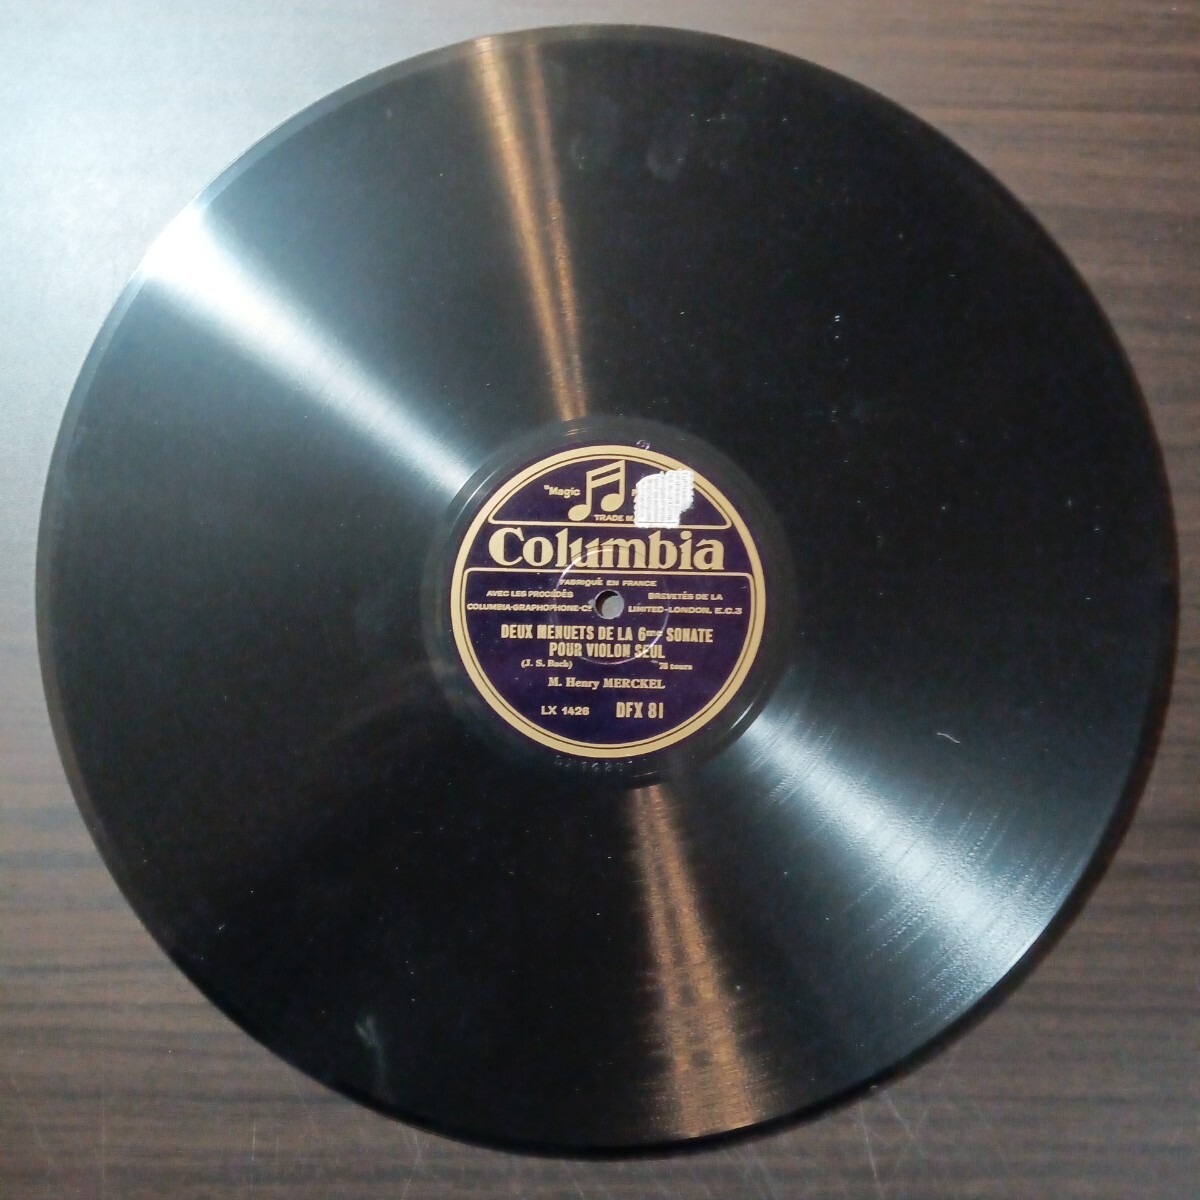 "Magic
TRADE
Columbia
FABRIQUÉ EN FRANCE
AVEC LES PROCÉDÉS BREVETÉS DE LA
COLUMBIA-GRAPHOPHONE-Cº LIMITED-LONDON. E.C.3
DEUX MENUETS DE LA 6me SONATE
POUR VIOLON SEUL
(J. S. Bach) 78 tours
M. Henry MERCKEL
LX 1426 DFX 81